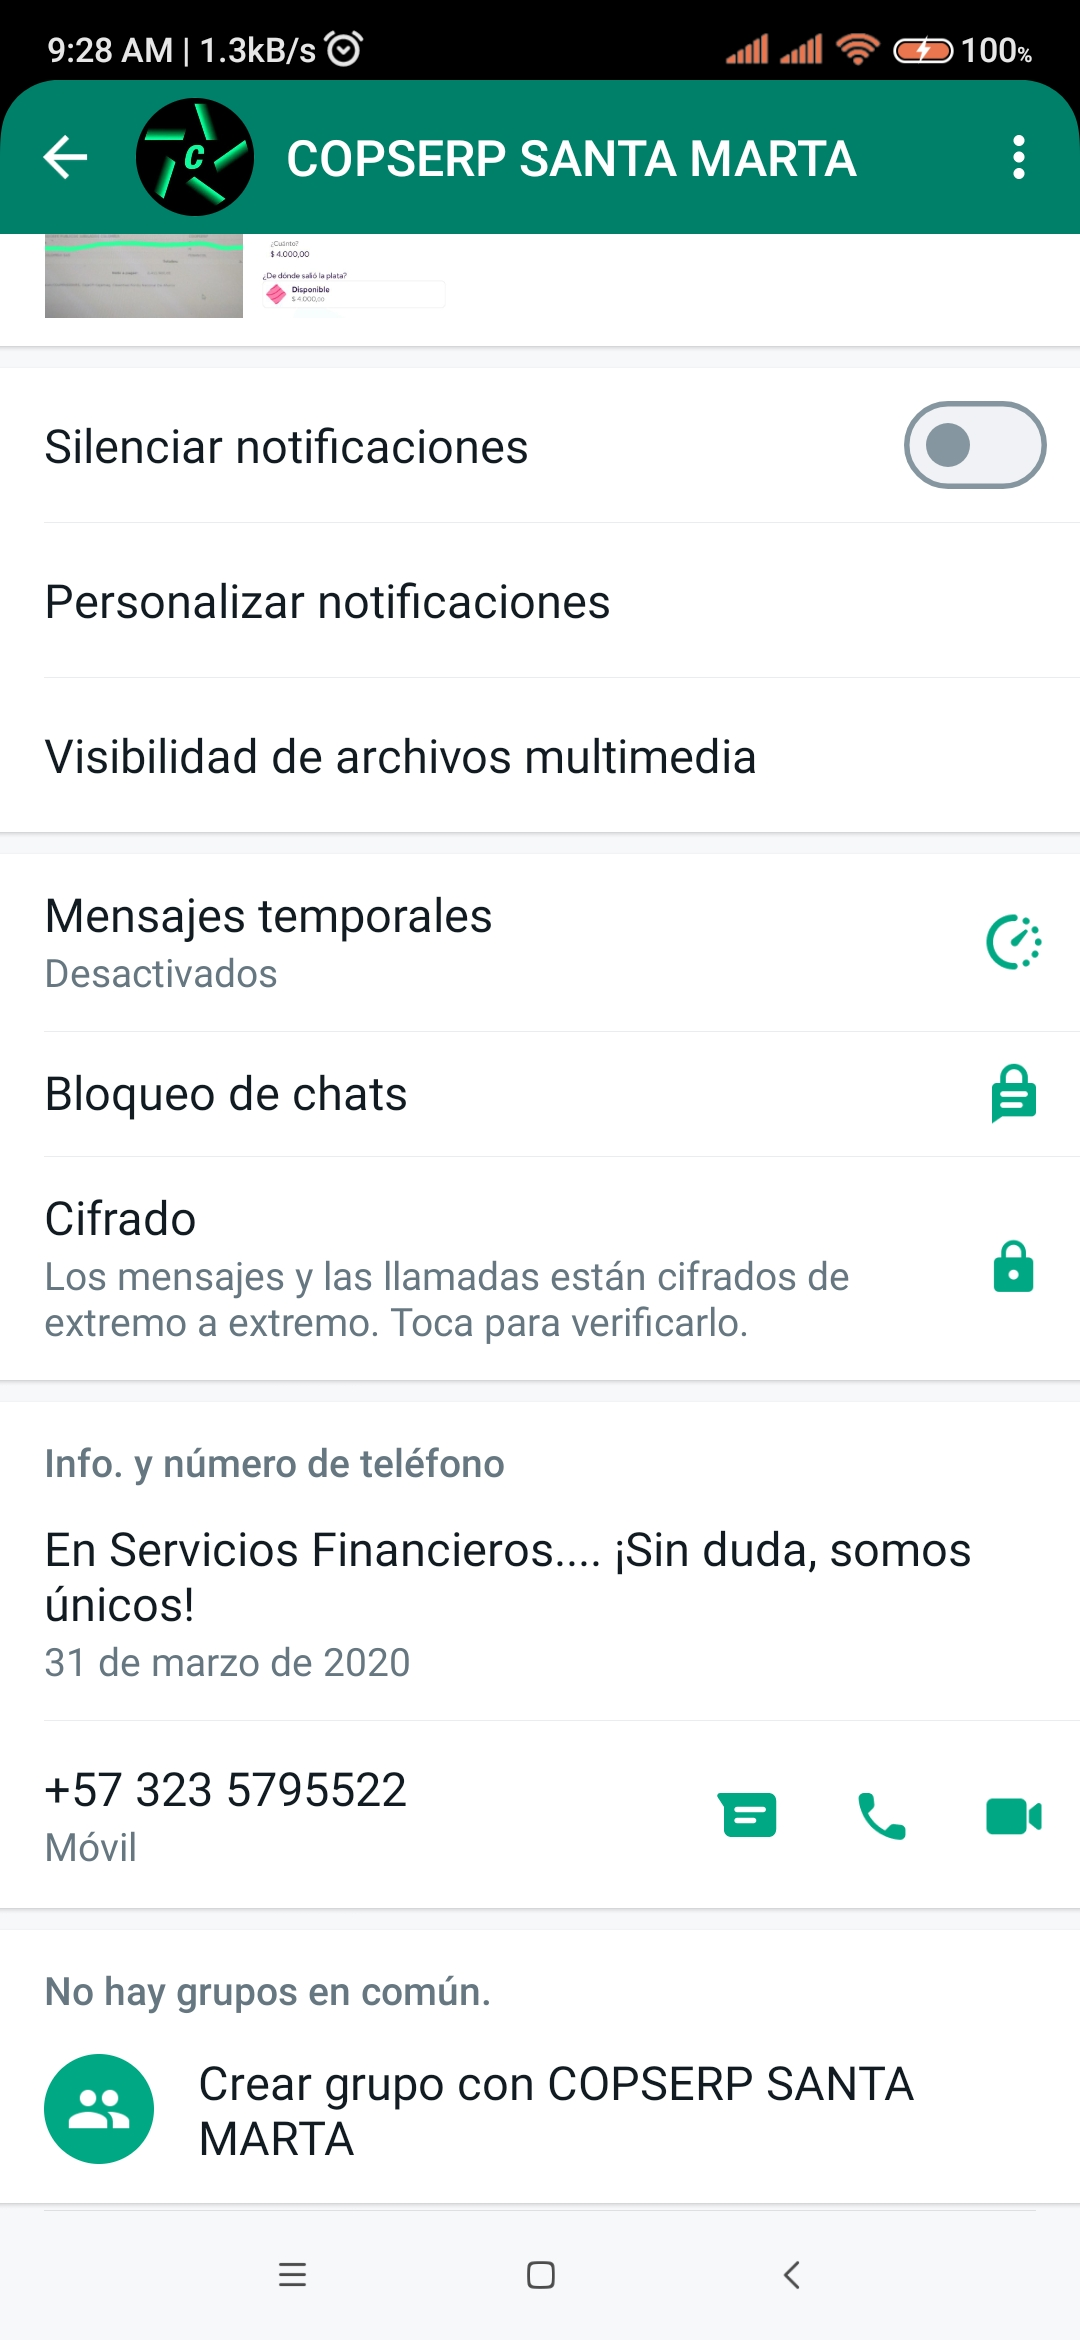 9:28 AM | 1.3kB/s
100%
C
COPSERP SANTA MARTA
¿Cuánto?
$ 4.000,00
¿De dónde salió la plata?
Disponible
$ 4.000,00
Silenciar notificaciones
Personalizar notificaciones
Visibilidad de archivos multimedia
Mensajes temporales
Desactivados
Bloqueo de chats
Cifrado
Los mensajes y las llamadas están cifrados de
extremo a extremo. Toca para verificarlo.
Info. y número de teléfono
En Servicios Financieros.... ¡Sin duda, somos
únicos!
31 de marzo de 2020
+57 323 5795522
Móvil
No hay grupos en común.
Crear grupo con COPSERP SANTA
MARTA